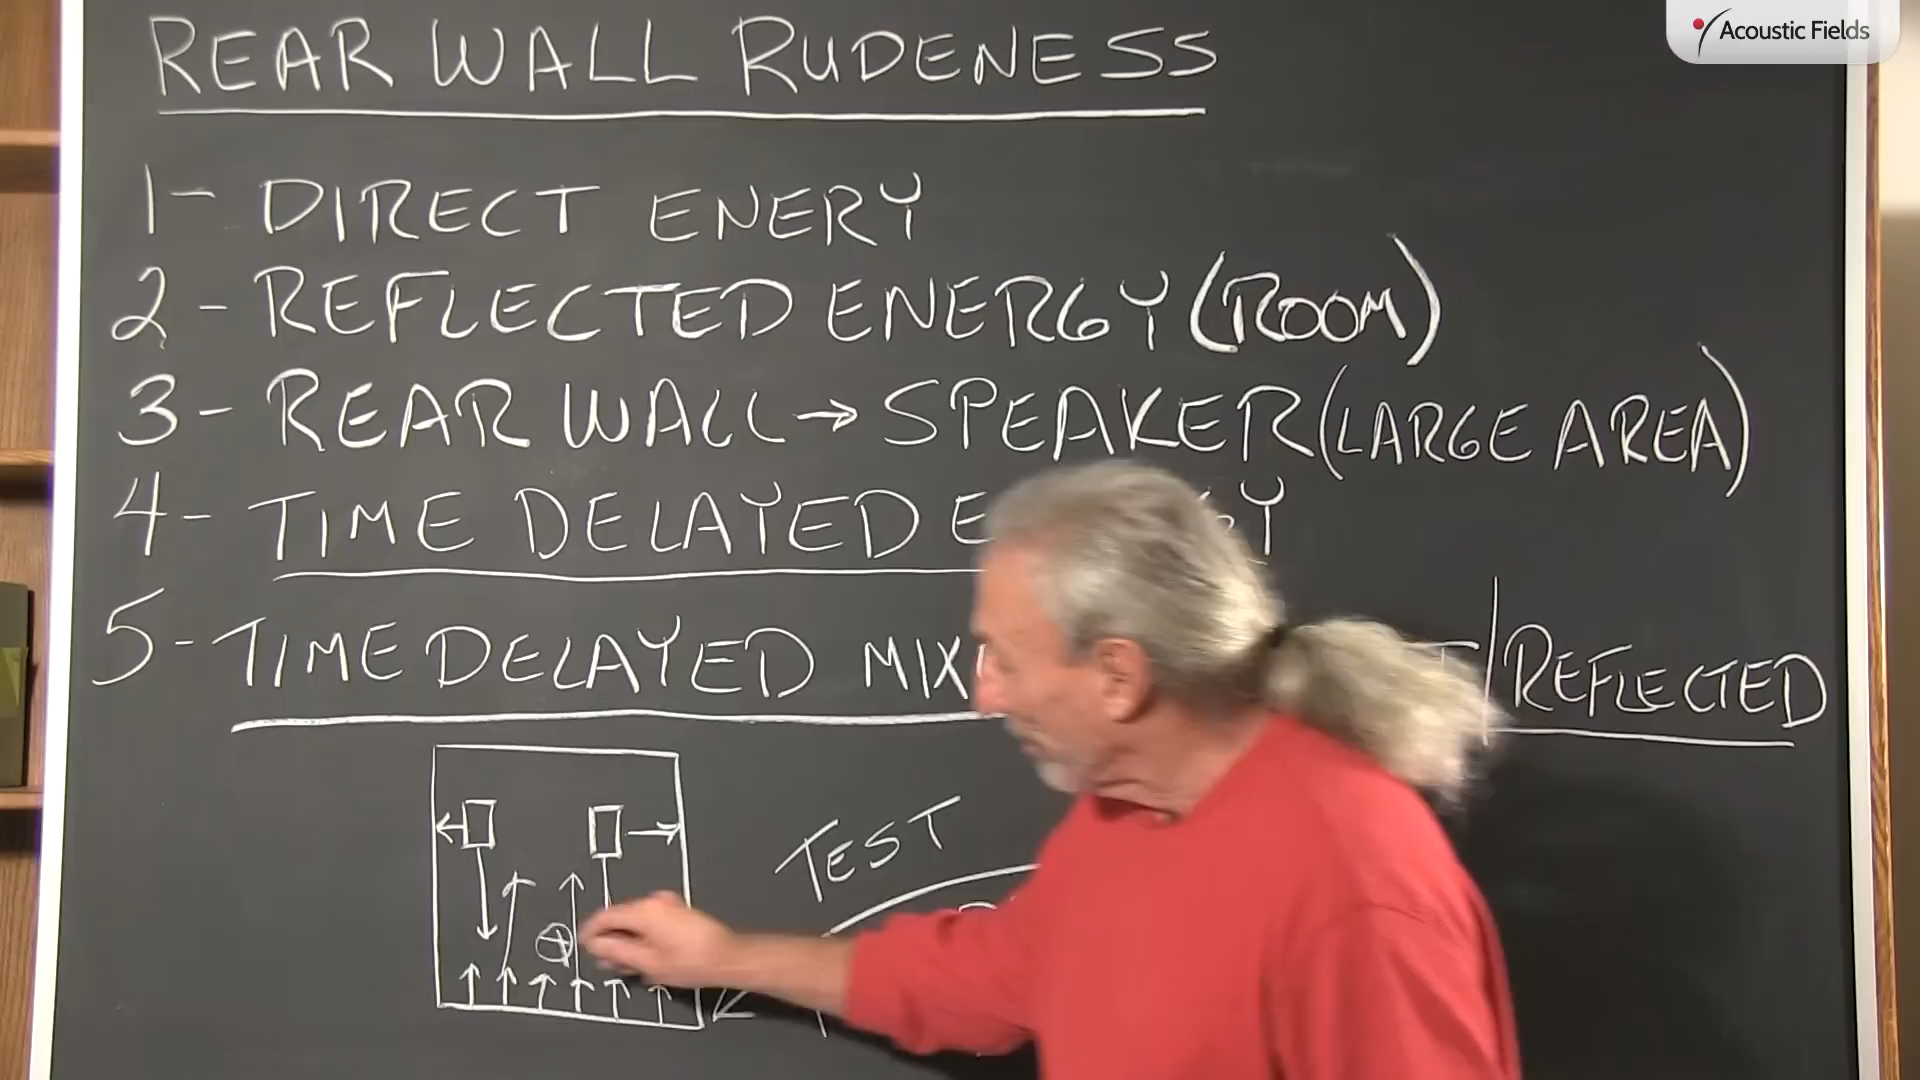 Acoustic Fields
REAR WALL RUDENESS
1- DIRECT ENERY
2- REFLECTED ENERGY (ROOM)
3- REAR WALL → SPEAKER (LARGE AREA)
4- TIME DELAYED
5- TIME DELAYED /REFLECTED
TEST